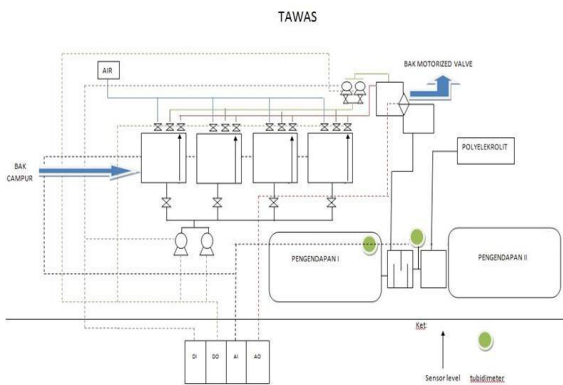 TAWAS
BAK MOTORIZED VALVE
AIR
BAK
CAMPUR
POLYELEKROLIT
PENGENDAPAN I
PENGENDAPAN II
DI
DO
AI
AO
Ket:
Sensor level
tubidimeter